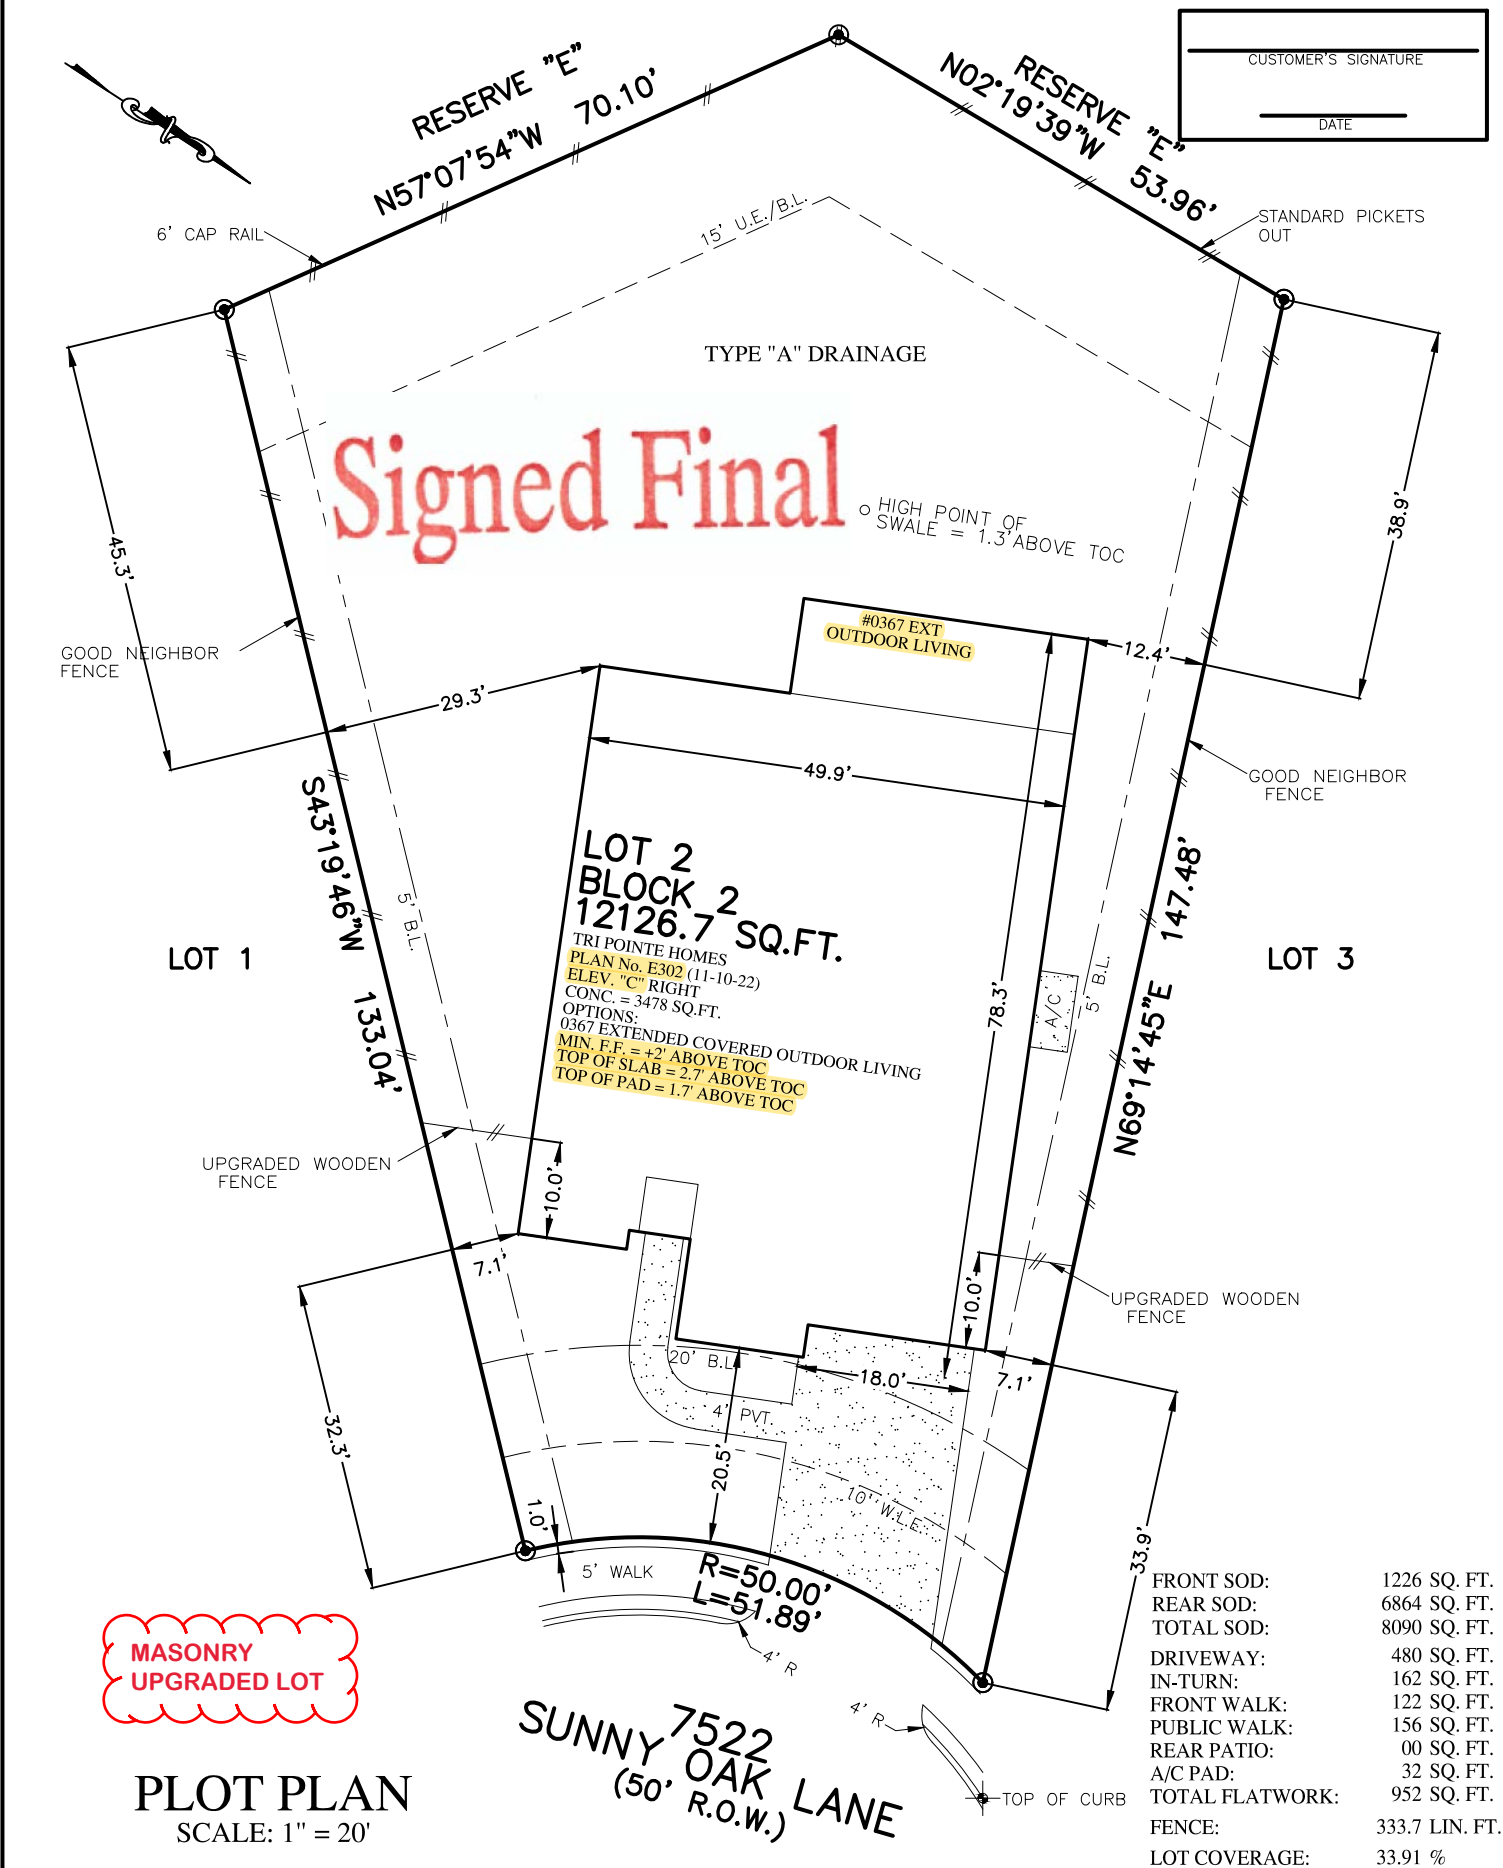 CUSTOMER'S SIGNATURE
DATE
RESERVE "E"
N57°07'54"W 70.10'
RESERVE "E"
N02°19'39"W 53.96'
6' CAP RAIL
15' U.E./B.L.
STANDARD PICKETS
OUT
TYPE "A" DRAINAGE
Signed Final
HIGH POINT OF
SWALE = 1.3'ABOVE TOC
45.3'
38.9'
GOOD NEIGHBOR
FENCE
#0367 EXT
OUTDOOR LIVING
12.4'
29.3'
49.9'
GOOD NEIGHBOR
FENCE
S43°19'46"W 133.04'
5' B.L.
LOT 1
LOT 2
BLOCK 2
12126.7 SQ.FT.
TRI POINTE HOMES
PLAN No. E302 (11-10-22)
ELEV. "C" RIGHT
CONC. = 3478 SQ.FT.
OPTIONS:
0367 EXTENDED COVERED OUTDOOR LIVING
MIN. F.F. = +2' ABOVE TOC
TOP OF SLAB = 2.7' ABOVE TOC
TOP OF PAD = 1.7' ABOVE TOC
78.3'
A/C
5' B.L.
N69°14'45"E 147.48'
LOT 3
UPGRADED WOODEN
FENCE
10.0'
7.1'
10.0'
UPGRADED WOODEN
FENCE
20' B.L.
18.0'
7.1'
4' PVT.
32.3'
20.5'
10' W.L.E.
33.9'
1.0'
5' WALK
R=50.00'
L=51.89'
4' R
4' R
TOP OF CURB
7522
SUNNY OAK LANE
(50' R.O.W.)
MASONRY
UPGRADED LOT
PLOT PLAN
SCALE: 1" = 20'
FRONT SOD: 1226 SQ. FT.
REAR SOD: 6864 SQ. FT.
TOTAL SOD: 8090 SQ. FT.
DRIVEWAY: 480 SQ. FT.
IN-TURN: 162 SQ. FT.
FRONT WALK: 122 SQ. FT.
PUBLIC WALK: 156 SQ. FT.
REAR PATIO: 00 SQ. FT.
A/C PAD: 32 SQ. FT.
TOTAL FLATWORK: 952 SQ. FT.
FENCE: 333.7 LIN. FT.
LOT COVERAGE: 33.91 %